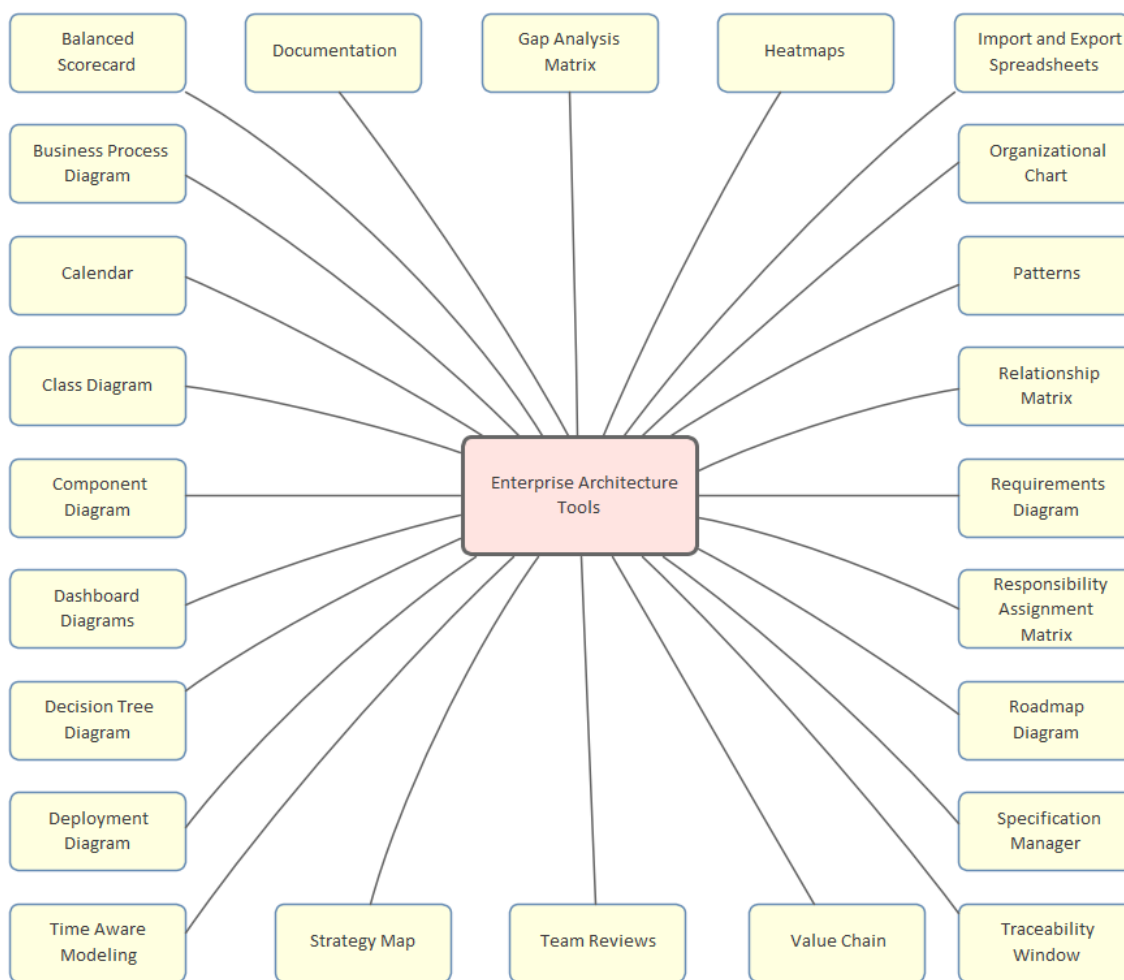 Balanced
Scorecard
Documentation
Gap Analysis
Matrix
Heatmaps
Import and Export
Spreadsheets
Business Process
Diagram
Organizational
Chart
Calendar
Patterns
Class Diagram
Relationship
Matrix
Component
Diagram
Enterprise Architecture
Tools
Requirements
Diagram
Dashboard
Diagrams
Responsibility
Assignment
Matrix
Decision Tree
Diagram
Roadmap
Diagram
Deployment
Diagram
Specification
Manager
Time Aware
Modeling
Strategy Map
Team Reviews
Value Chain
Traceability
Window